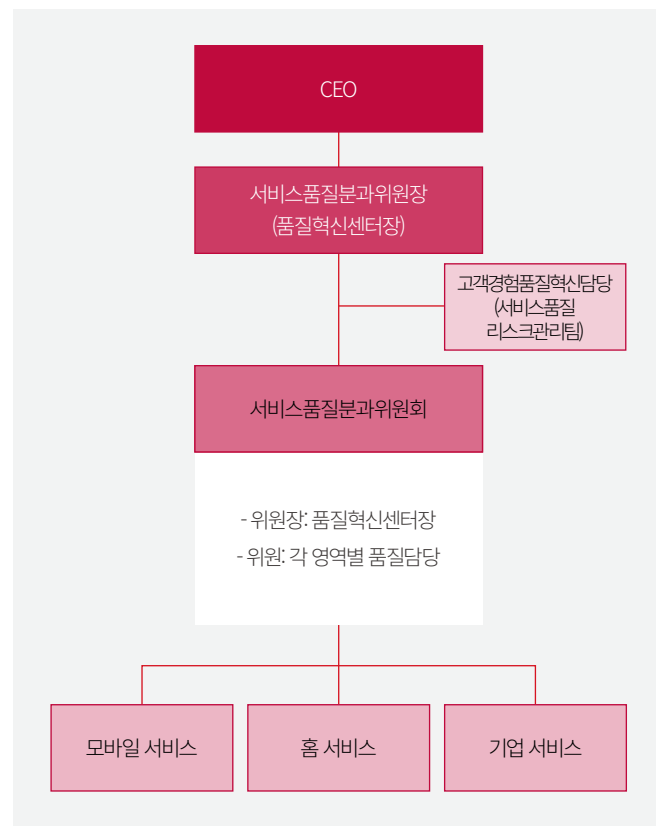 CEO
서비스품질분과위원장
(품질혁신센터장)
고객경험품질혁신담당
(서비스품질
리스크관리팀)
서비스품질분과위원회
- 위원장: 품질혁신센터장
- 위원: 각 영역별 품질담당
모바일 서비스
홈 서비스
기업 서비스